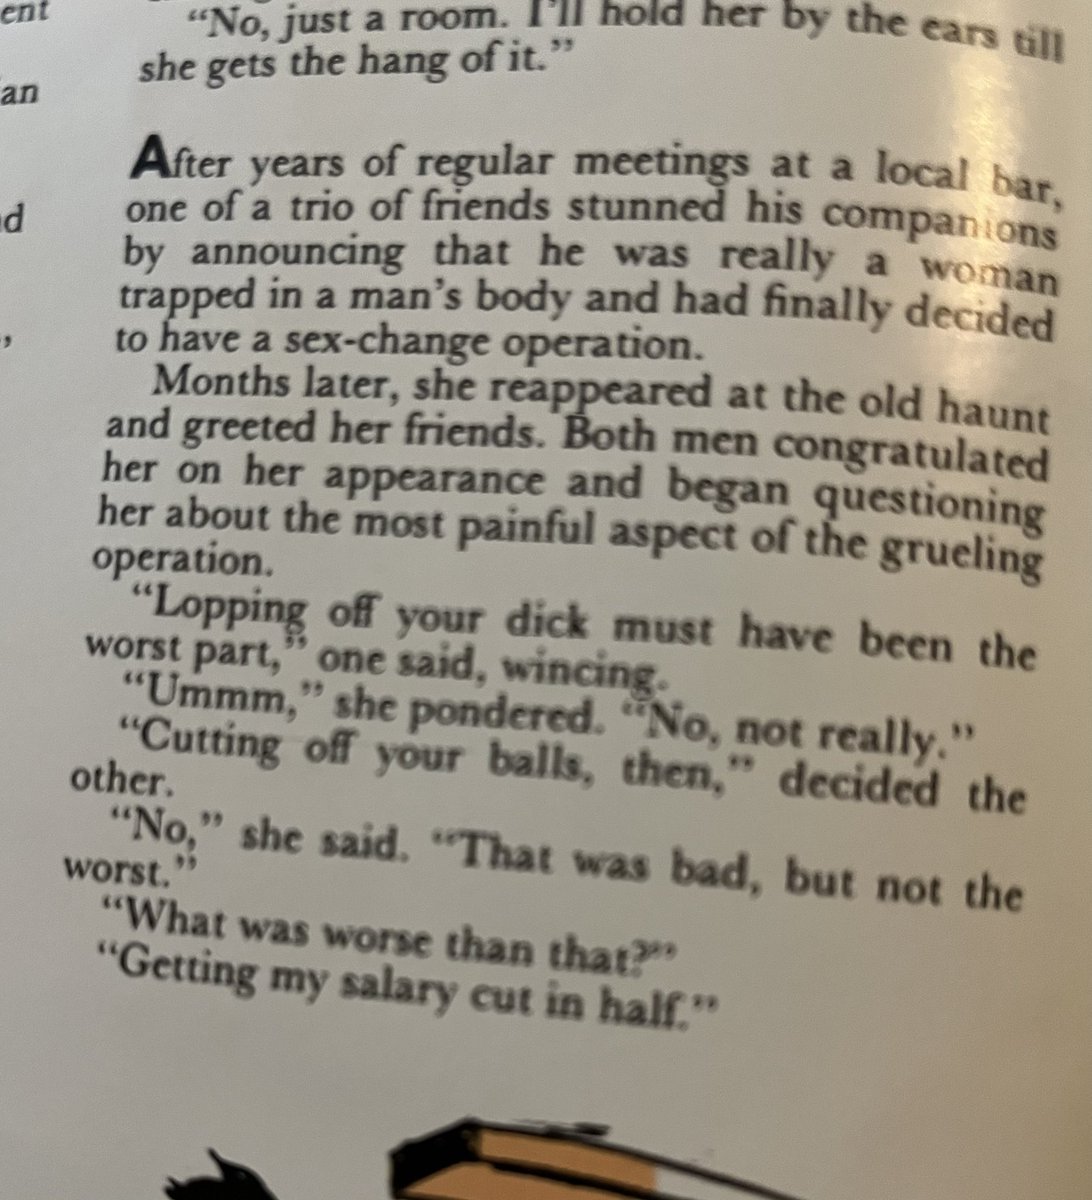 ent
an
"No, just a room. I'll hold her by the ears till
she gets the hang of it."
After years of regular meetings at a local bar,
one of a trio of friends stunned his companions
by announcing that he was really a woman
trapped in a man's body and had finally decided
to have a sex-change operation.
Months later, she reappeared at the old haunt
and greeted her friends. Both men congratulated
her on her appearance and began questioning
her about the most painful aspect of the grueling
operation.
"Lopping off your dick must have been the
worst part," one said, wincing.
"Ummm," she pondered. "No, not really."
"Cutting off your balls, then," decided the
other.
"No," she said. "That was bad, but not the
worst."
"What was worse than that?"
"Getting my salary cut in half."